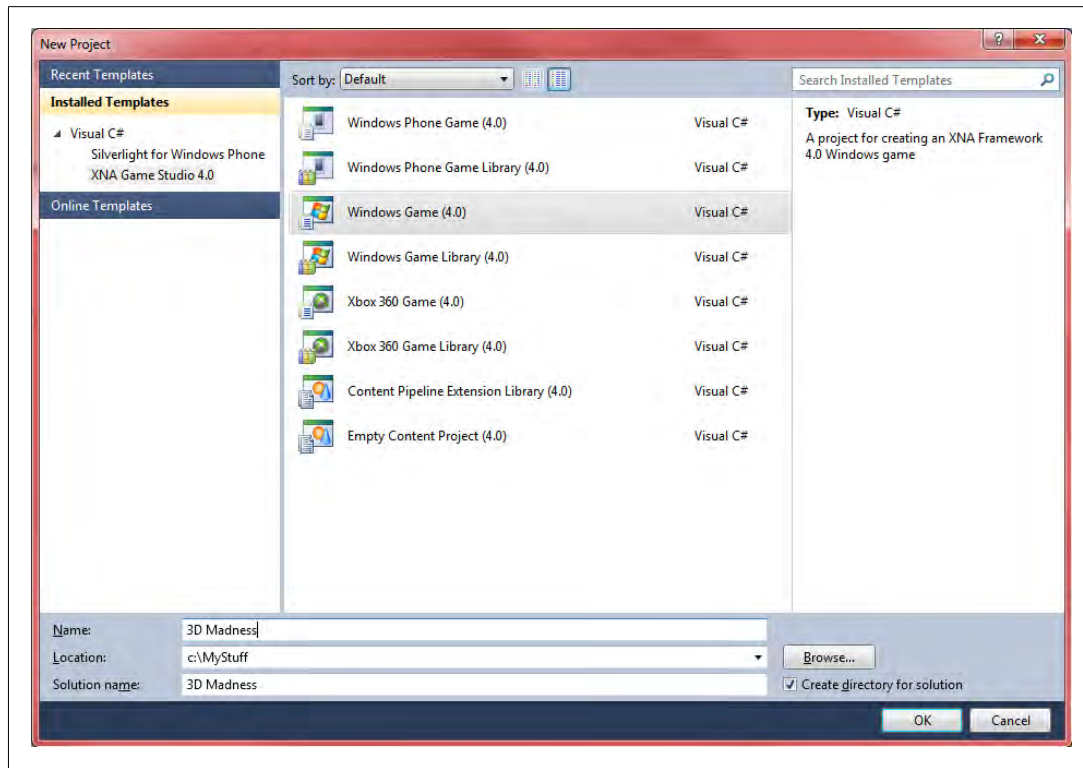 New Project
Recent Templates
Installed Templates
Visual C#
Silverlight for Windows Phone
XNA Game Studio 4.0
Online Templates
Sort by: Default
Windows Phone Game (4.0) Visual C#
Windows Phone Game Library (4.0) Visual C#
Windows Game (4.0) Visual C#
Windows Game Library (4.0) Visual C#
Xbox 360 Game (4.0) Visual C#
Xbox 360 Game Library (4.0) Visual C#
Content Pipeline Extension Library (4.0) Visual C#
Empty Content Project (4.0) Visual C#
Search Installed Templates
Type: Visual C#
A project for creating an XNA Framework
4.0 Windows game
Name: 3D Madness
Location: c:\MyStuff
Browse...
Solution name: 3D Madness
Create directory for solution
OK Cancel